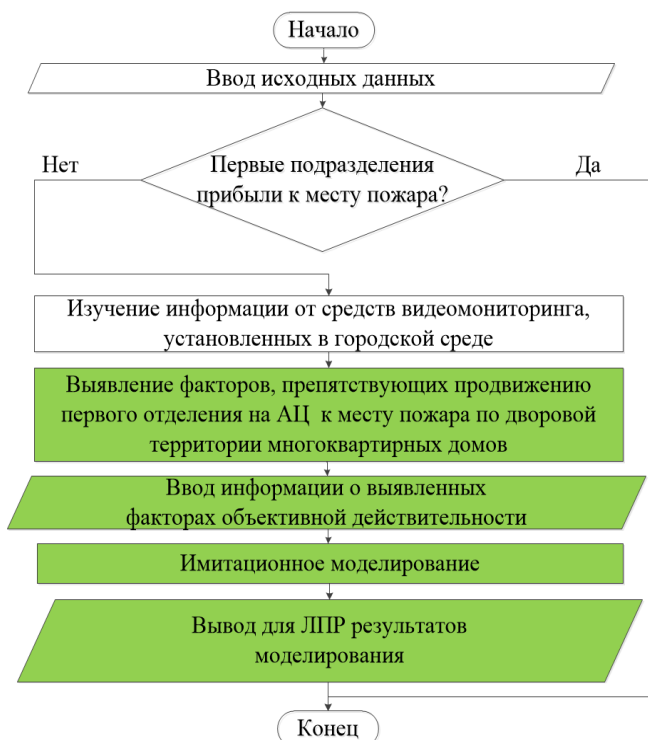 Начало
Ввод исходных данных
Нет
Первые подразделения
прибыли к месту пожара?
Да
Изучение информации от средств видеомониторинга,
установленных в городской среде
Выявление факторов, препятствующих продвижению
первого отделения на АЦ к месту пожара по дворовой
территории многоквартирных домов
Ввод информации о выявленных
факторах объективной действительности
Имитационное моделирование
Вывод для ЛПР результатов
моделирования
Конец